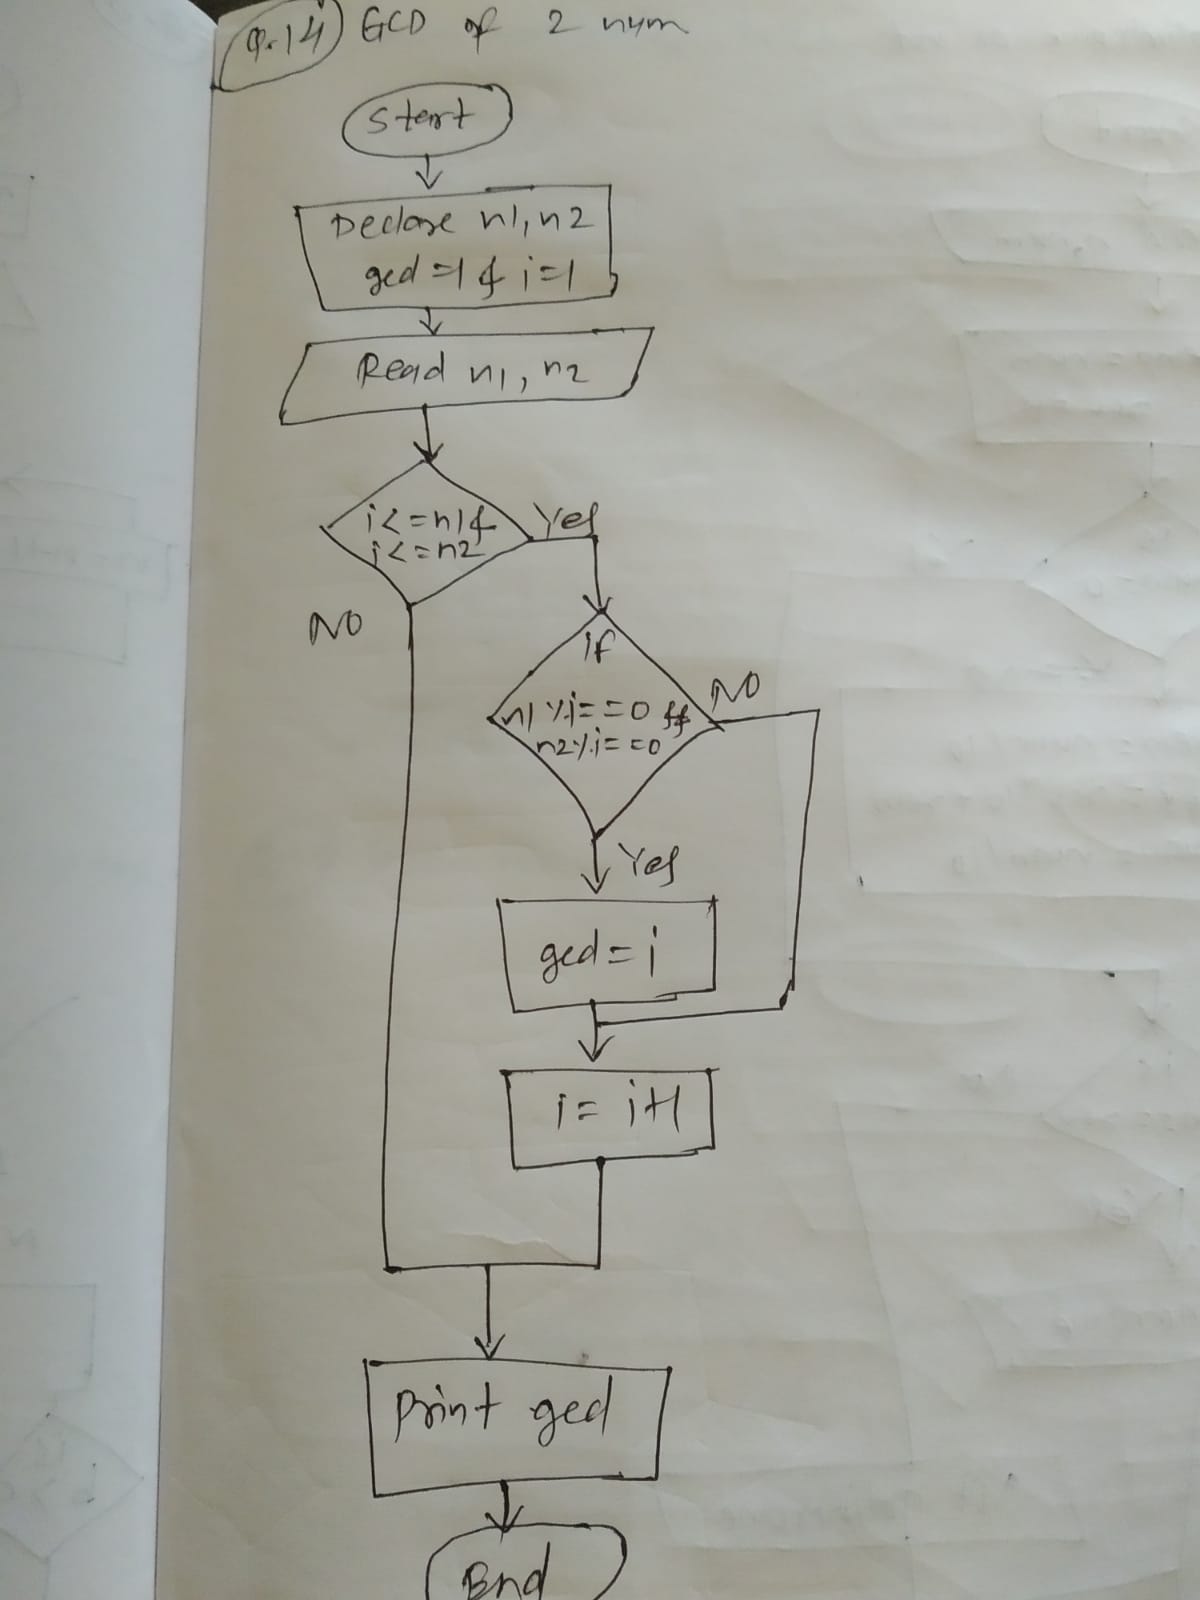 Q.14) GCD of 2 num
Start
Declare n1, n2
gcd =1 & i=1
Read n1, n2
i<=n1 &
i<=n2
Yes
NO
if
n1 %i==0 &&
n2%i==0
NO
Yes
gcd = i
i= i+1
print gcd
End